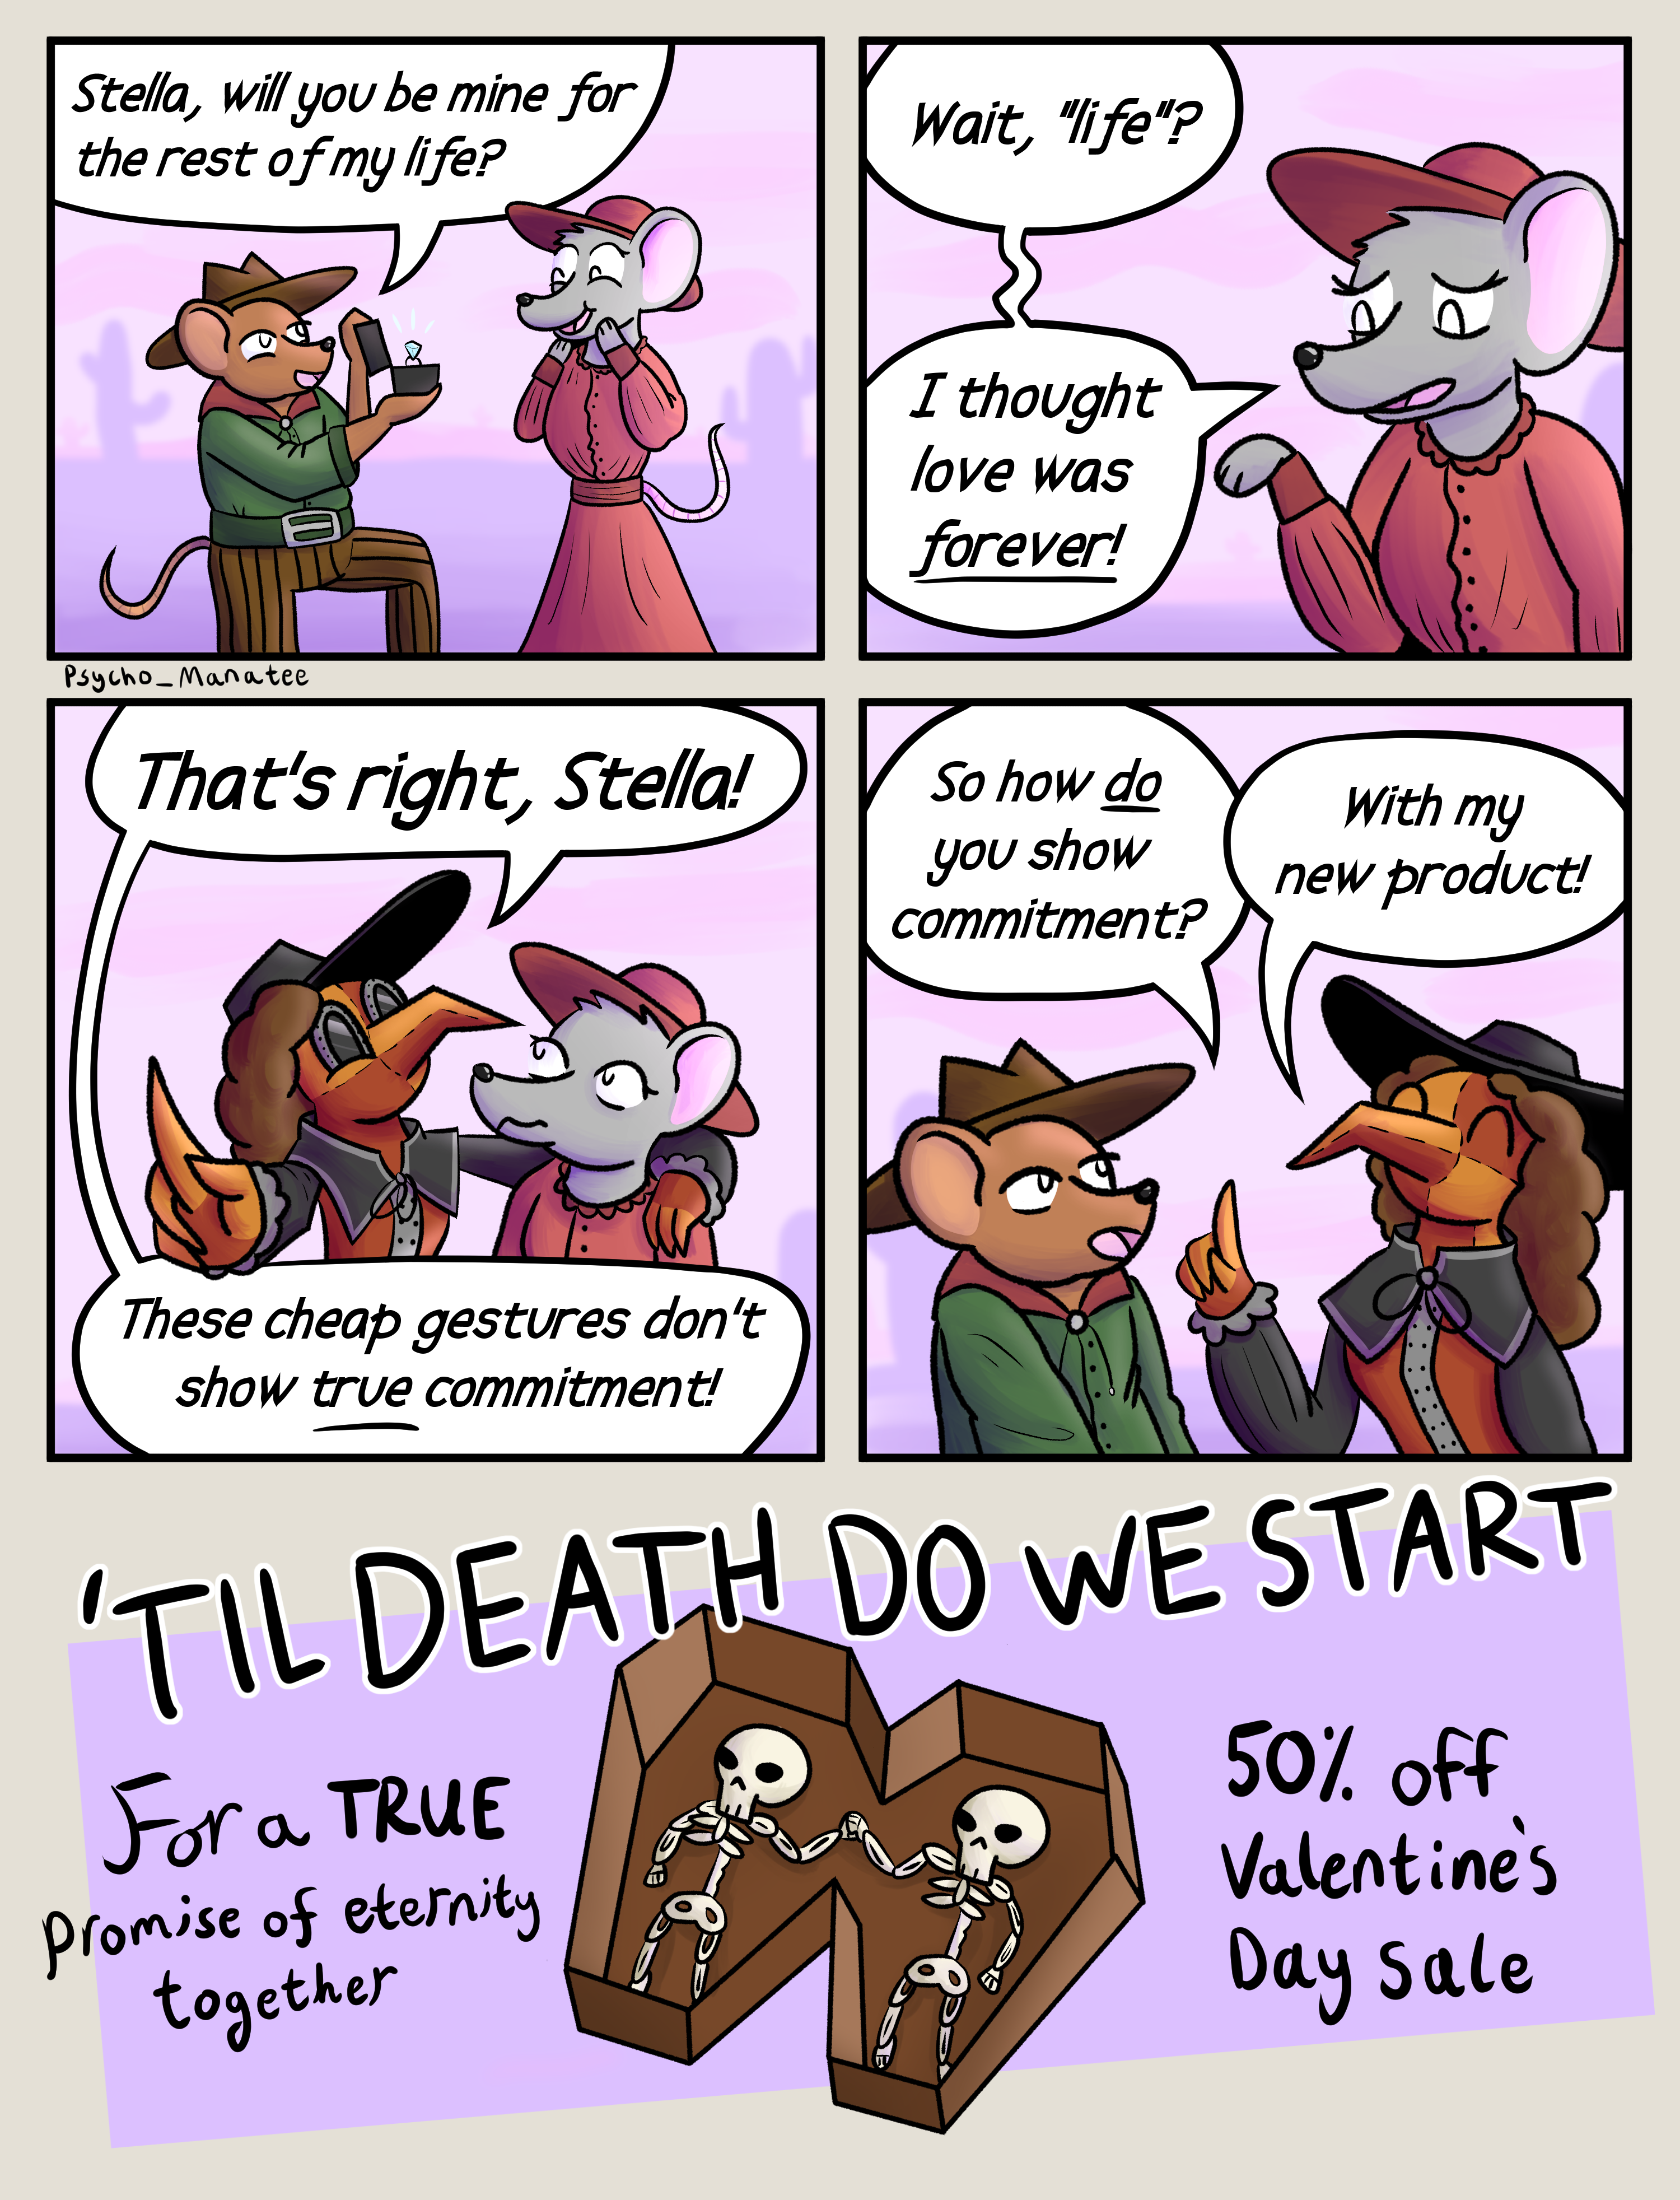 Stella, will you be mine for
the rest of my life?
Wait, "life"?
I thought
love was
forever!
Psycho_Manatee
That's right, Stella!
These cheap gestures don't
show true commitment!
So how do
you show
commitment?
With my
new product!
'TIL DEATH DO WE START
For a TRUE
promise of eternity
together
50% off
Valentine's
Day Sale